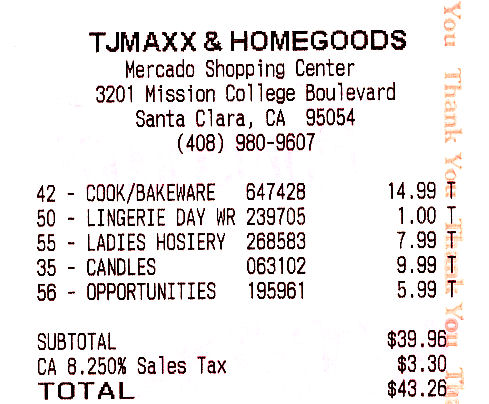 TJMAXX & HOMEGOODS
Mercado Shopping Center
3201 Mission College Boulevard
Santa Clara, CA 95054
(408) 980-9607
42 - COOK/BAKEWARE 647428 14.99 T
50 - LINGERIE DAY WR 239705 1.00 T
55 - LADIES HOSIERY 268583 7.99 T
35 - CANDLES 063102 9.99 T
56 - OPPORTUNITIES 195961 5.99 T
SUBTOTAL $39.96
CA 8.250% Sales Tax $3.30
TOTAL $43.26
You Thank You Thank You